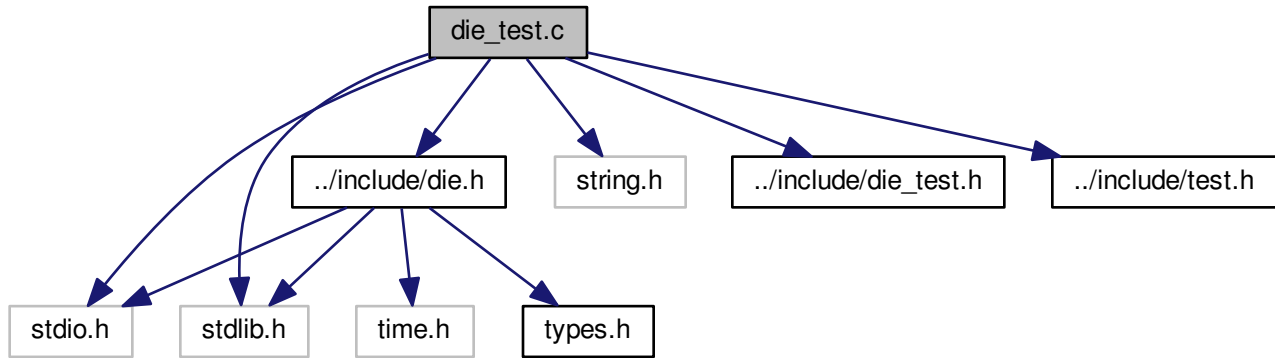 die_test.c
../include/die.h
string.h
../include/die_test.h
../include/test.h
stdio.h
stdlib.h
time.h
types.h